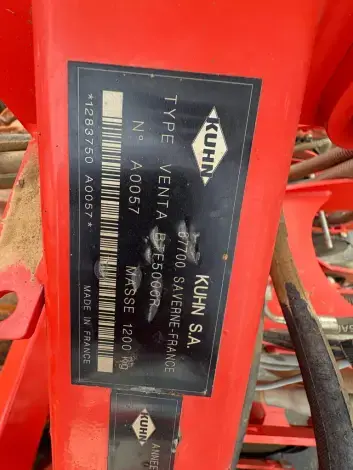 KUHN
KUHN S.A.
67700 SAVERNE-FRANCE
TYPE VENTA
N° A0057
MASSE 1200 kg
*1283750 A0057*
MADE IN FRANCE
KUHN